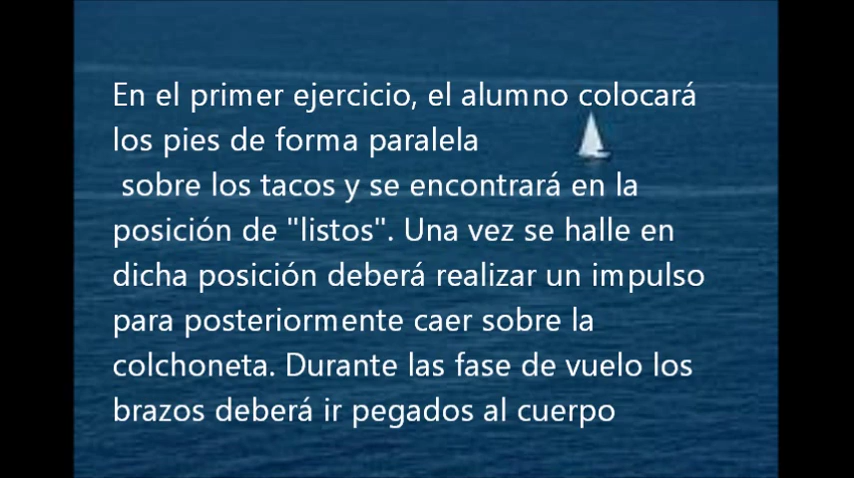 En el primer ejercicio, el alumno colocará
los pies de forma paralela
sobre los tacos y se encontrará en la
posición de "listos". Una vez se halle en
dicha posición deberá realizar un impulso
para posteriormente caer sobre la
colchoneta. Durante las fase de vuelo los
brazos deberá ir pegados al cuerpo